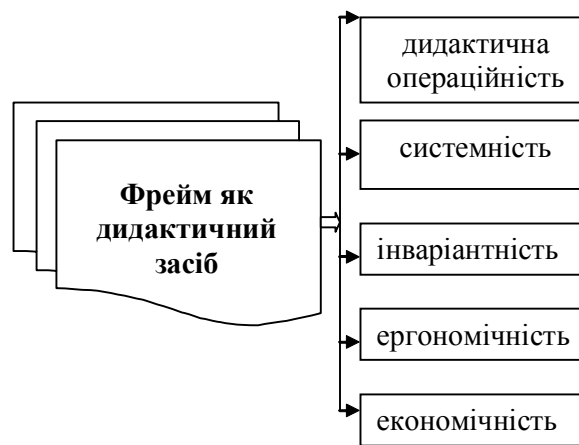 Фрейм як
дидактичний
засіб
дидактична
операційність
системність
інваріантність
ергономічність
економічність